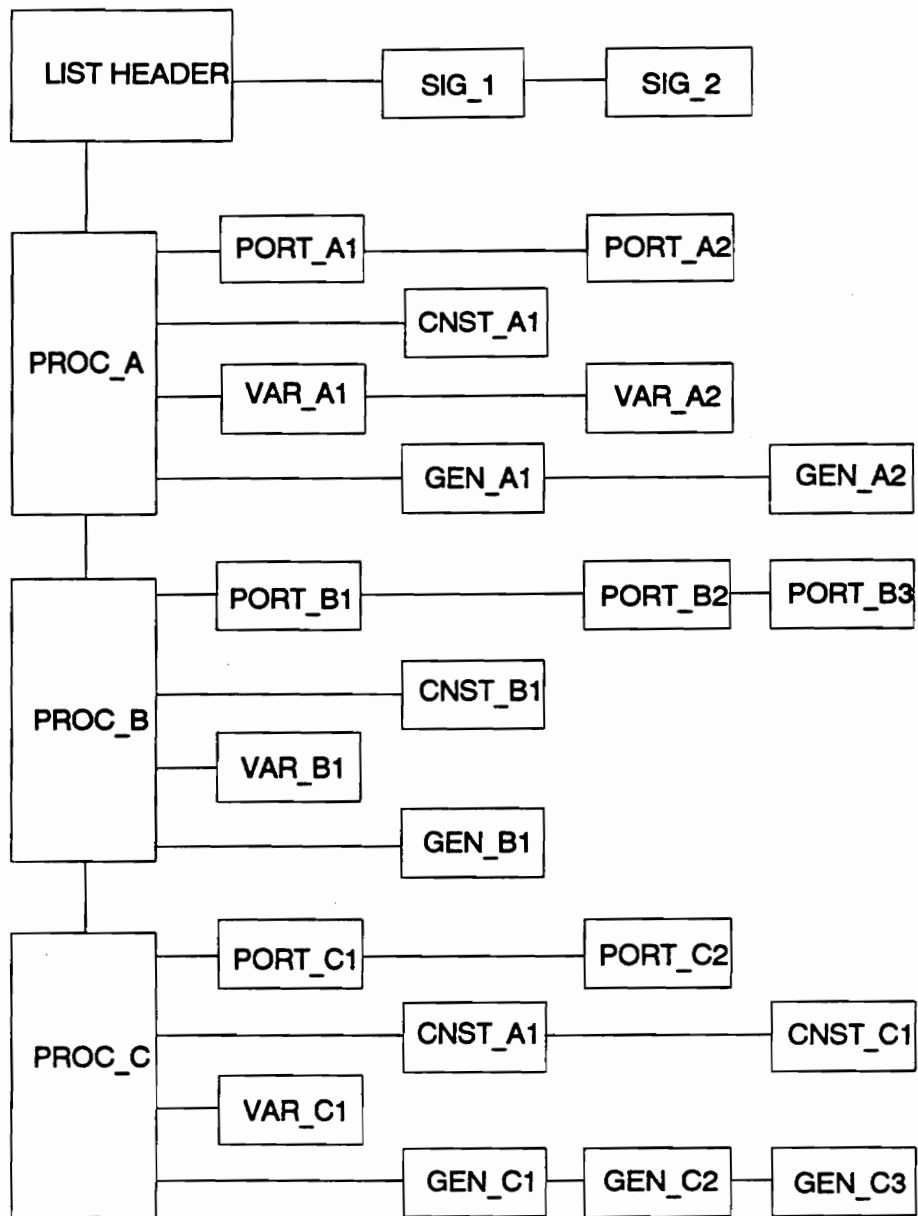 LIST HEADER
SIG_1
SIG_2
PORT_A1
PORT_A2
CNST_A1
PROC_A
VAR_A1
VAR_A2
GEN_A1
GEN_A2
PORT_B1
PORT_B2
PORT_B3
CNST_B1
PROC_B
VAR_B1
GEN_B1
PORT_C1
PORT_C2
CNST_A1
CNST_C1
PROC_C
VAR_C1
GEN_C1
GEN_C2
GEN_C3